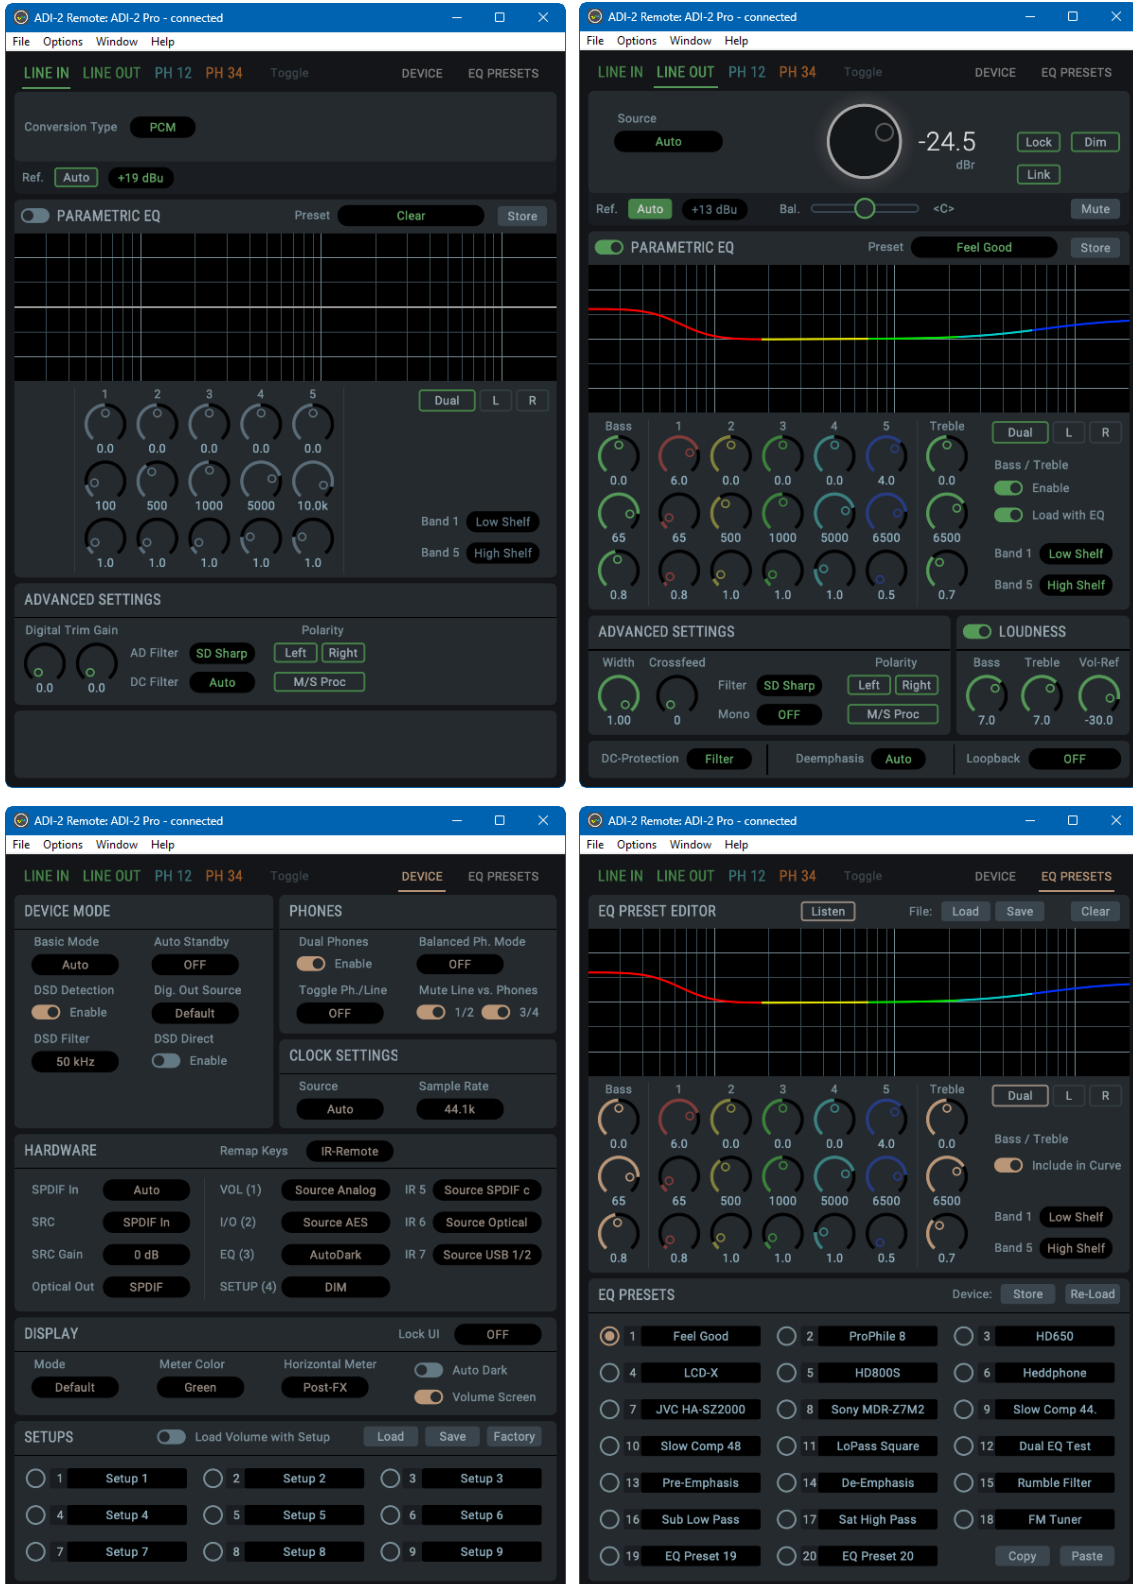 ADI-2 Remote: ADI-2 Pro - connected
File Options Window Help
LINE IN LINE OUT PH 12 PH 34 Toggle DEVICE EQ PRESETS
Conversion Type PCM
Ref. Auto +19 dBu
PARAMETRIC EQ Preset Clear Store
1 2 3 4 5 Dual L R
0.0 0.0 0.0 0.0 0.0
100 500 1000 5000 10.0k
Band 1 Low Shelf
Band 5 High Shelf
1.0 1.0 1.0 1.0 1.0
ADVANCED SETTINGS
Digital Trim Gain Polarity
AD Filter SD Sharp Left Right
DC Filter Auto M/S Proc
0.0 0.0
ADI-2 Remote: ADI-2 Pro - connected
File Options Window Help
LINE IN LINE OUT PH 12 PH 34 Toggle DEVICE EQ PRESETS
Source
Auto -24.5 Lock Dim
dBr
Link
Ref. Auto +13 dBu Bal. <C> Mute
PARAMETRIC EQ Preset Feel Good Store
Bass 1 2 3 4 5 Treble Dual L R
Bass / Treble
0.0 6.0 0.0 0.0 0.0 4.0 0.0
Enable
Load with EQ
65 65 500 1000 5000 6500 6500
Band 1 Low Shelf
Band 5 High Shelf
0.8 0.8 1.0 1.0 1.0 0.5 0.7
ADVANCED SETTINGS LOUDNESS
Width Crossfeed Polarity Bass Treble Vol-Ref
Filter SD Sharp Left Right
Mono OFF M/S Proc
1.00 0 7.0 7.0 -30.0
DC-Protection Filter Deemphasis Auto Loopback OFF
ADI-2 Remote: ADI-2 Pro - connected
File Options Window Help
LINE IN LINE OUT PH 12 PH 34 Toggle DEVICE EQ PRESETS
DEVICE MODE
Basic Mode Auto Standby
Auto OFF
DSD Detection Dig. Out Source
Enable Default
DSD Filter DSD Direct
50 kHz Enable
PHONES
Dual Phones Balanced Ph. Mode
Enable OFF
Toggle Ph./Line Mute Line vs. Phones
OFF 1/2 3/4
CLOCK SETTINGS
Source Sample Rate
Auto 44.1k
HARDWARE Remap Keys IR-Remote
SPDIF In Auto VOL (1) Source Analog IR 5 Source SPDIF c
SRC SPDIF In I/O (2) Source AES IR 6 Source Optical
SRC Gain 0 dB EQ (3) AutoDark IR 7 Source USB 1/2
Optical Out SPDIF SETUP (4) DIM
DISPLAY Lock UI OFF
Mode Meter Color Horizontal Meter
Auto Dark
Default Green Post-FX
Volume Screen
SETUPS Load Volume with Setup Load Save Factory
1 Setup 1 2 Setup 2 3 Setup 3
4 Setup 4 5 Setup 5 6 Setup 6
7 Setup 7 8 Setup 8 9 Setup 9
ADI-2 Remote: ADI-2 Pro - connected
File Options Window Help
LINE IN LINE OUT PH 12 PH 34 Toggle DEVICE EQ PRESETS
EQ PRESET EDITOR Listen File: Load Save Clear
Bass 1 2 3 4 5 Treble Dual L R
Bass / Treble
0.0 6.0 0.0 0.0 0.0 4.0 0.0
Include in Curve
65 65 500 1000 5000 6500 6500
Band 1 Low Shelf
Band 5 High Shelf
0.8 0.8 1.0 1.0 1.0 0.5 0.7
EQ PRESETS Device: Store Re-Load
1 Feel Good 2 ProPhile 8 3 HD650
4 LCD-X 5 HD800S 6 Heddphone
7 JVC HA-SZ2000 8 Sony MDR-Z7M2 9 Slow Comp 44.
10 Slow Comp 48 11 LoPass Square 12 Dual EQ Test
13 Pre-Emphasis 14 De-Emphasis 15 Rumble Filter
16 Sub Low Pass 17 Sat High Pass 18 FM Tuner
19 EQ Preset 19 20 EQ Preset 20 Copy Paste